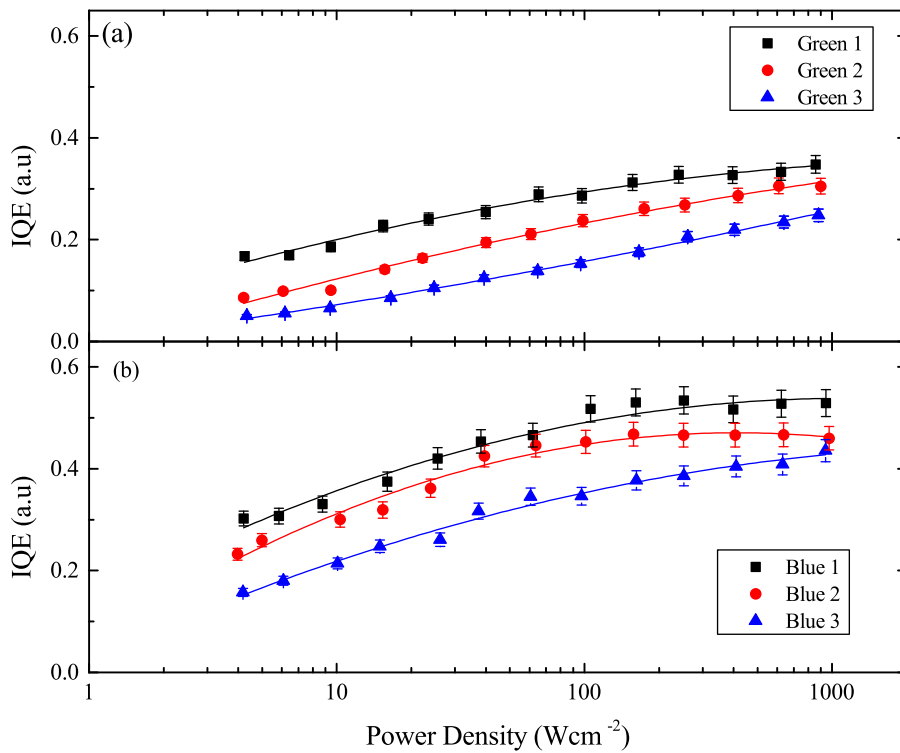 (a)
Green 1
Green 2
Green 3
0.6
0.4
0.2
0.0
IQE (a.u)
(b)
Blue 1
Blue 2
Blue 3
0.6
0.4
0.2
0.0
IQE (a.u)
1 10 100 1000
Power Density (Wcm⁻²)